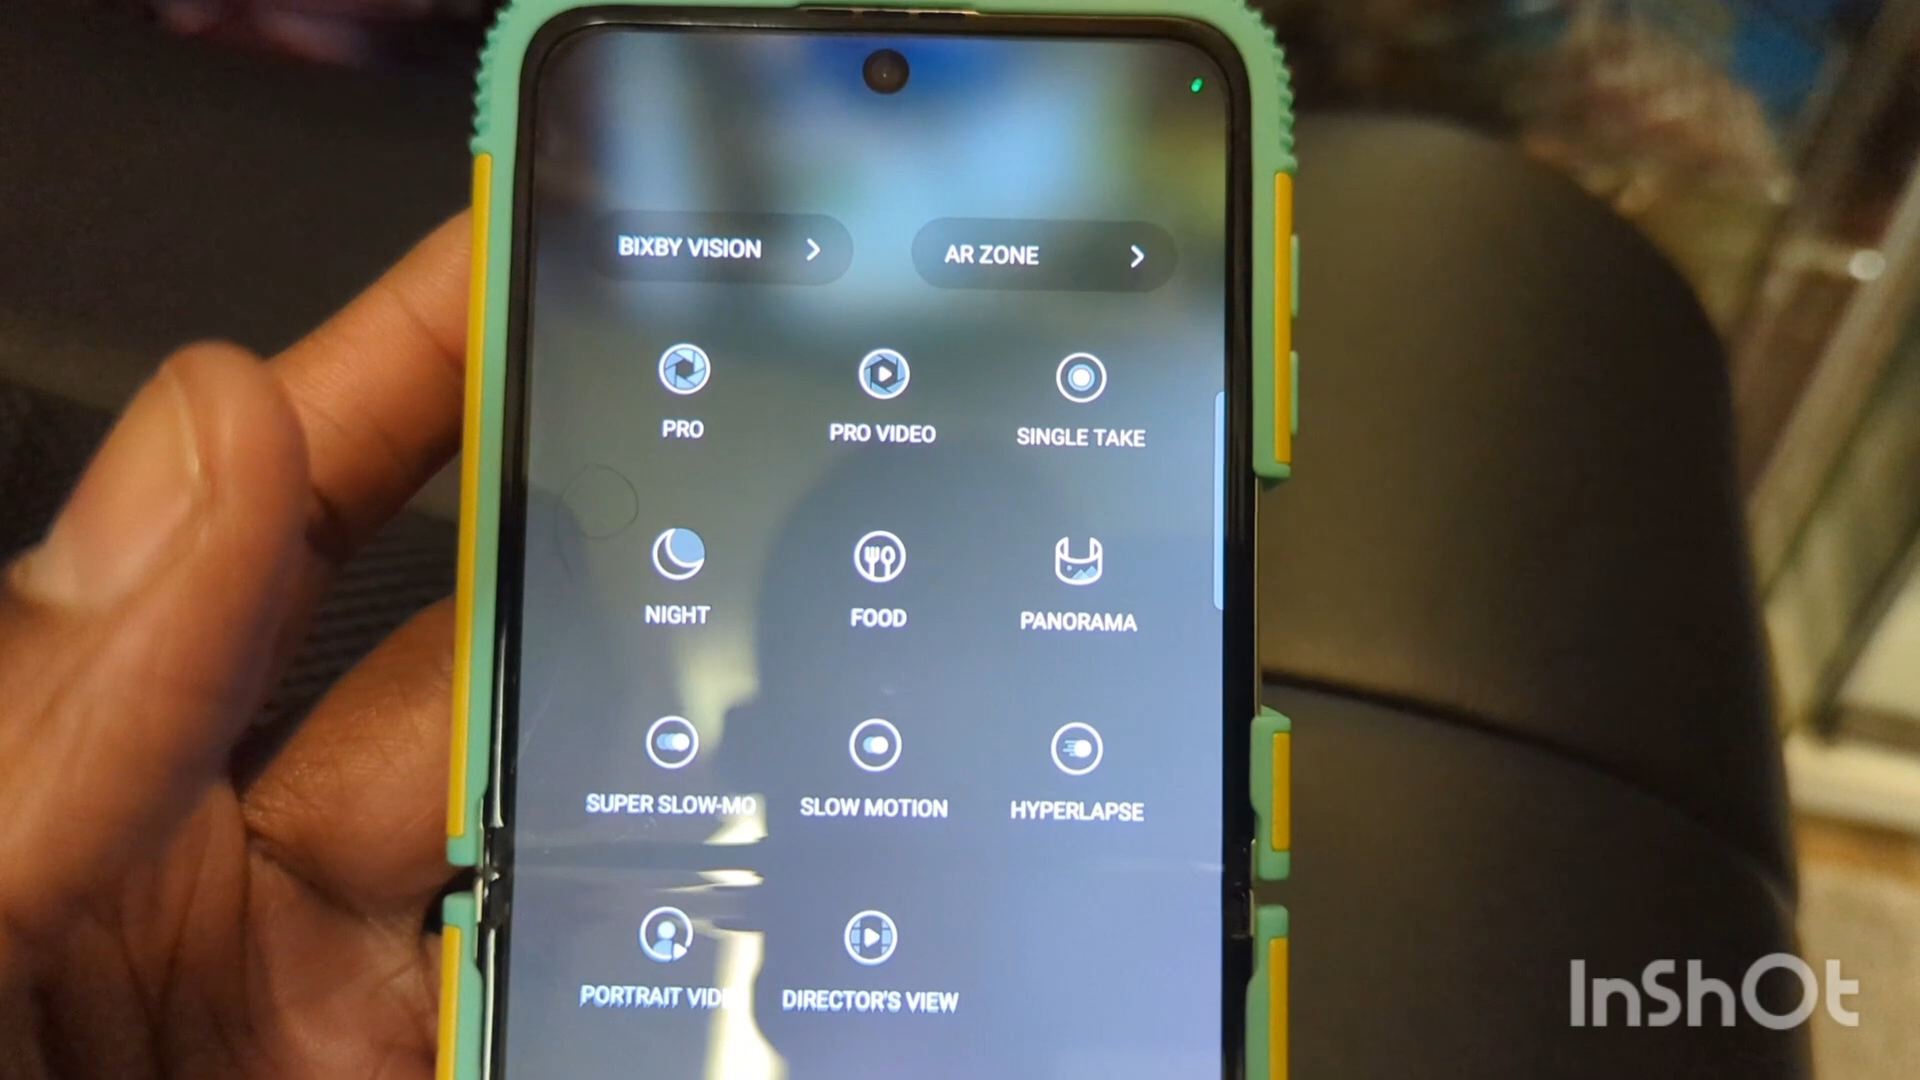 BIXBY VISION
AR ZONE
PRO
PRO VIDEO
SINGLE TAKE
NIGHT
FOOD
PANORAMA
SUPER SLOW-MO
SLOW MOTION
HYPERLAPSE
PORTRAIT
DIRECTOR'S VIEW
InShOt